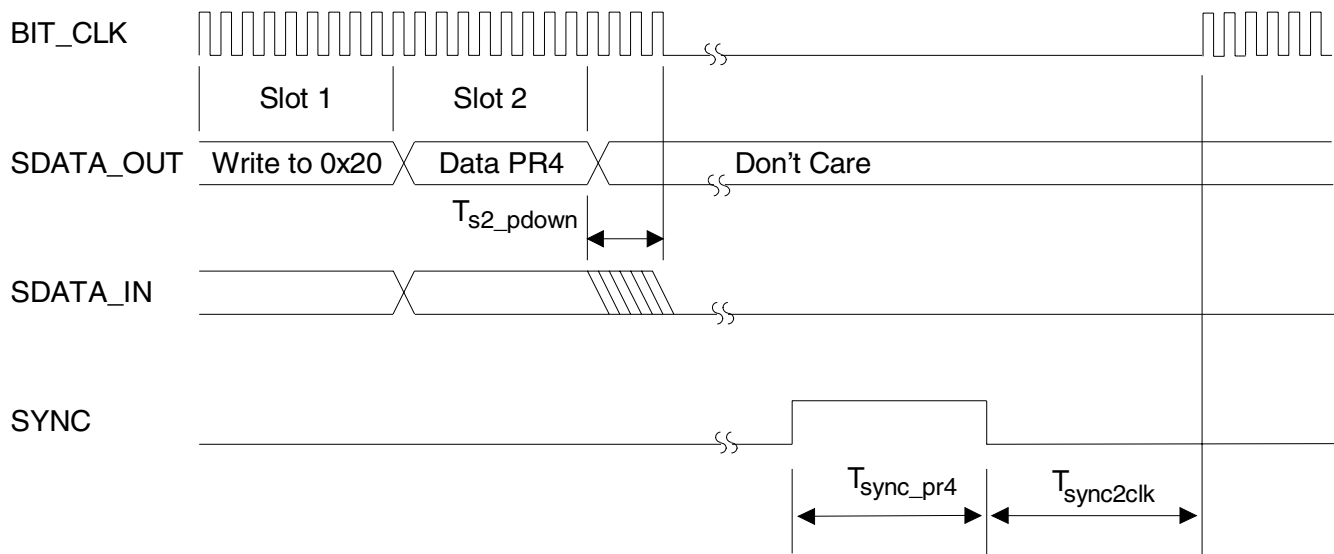 BIT_CLK
Slot 1 Slot 2
SDATA_OUT Write to 0x20 Data PR4 Don't Care
Ts2_pdown
SDATA_IN
SYNC
Tsync_pr4 Tsync2clk